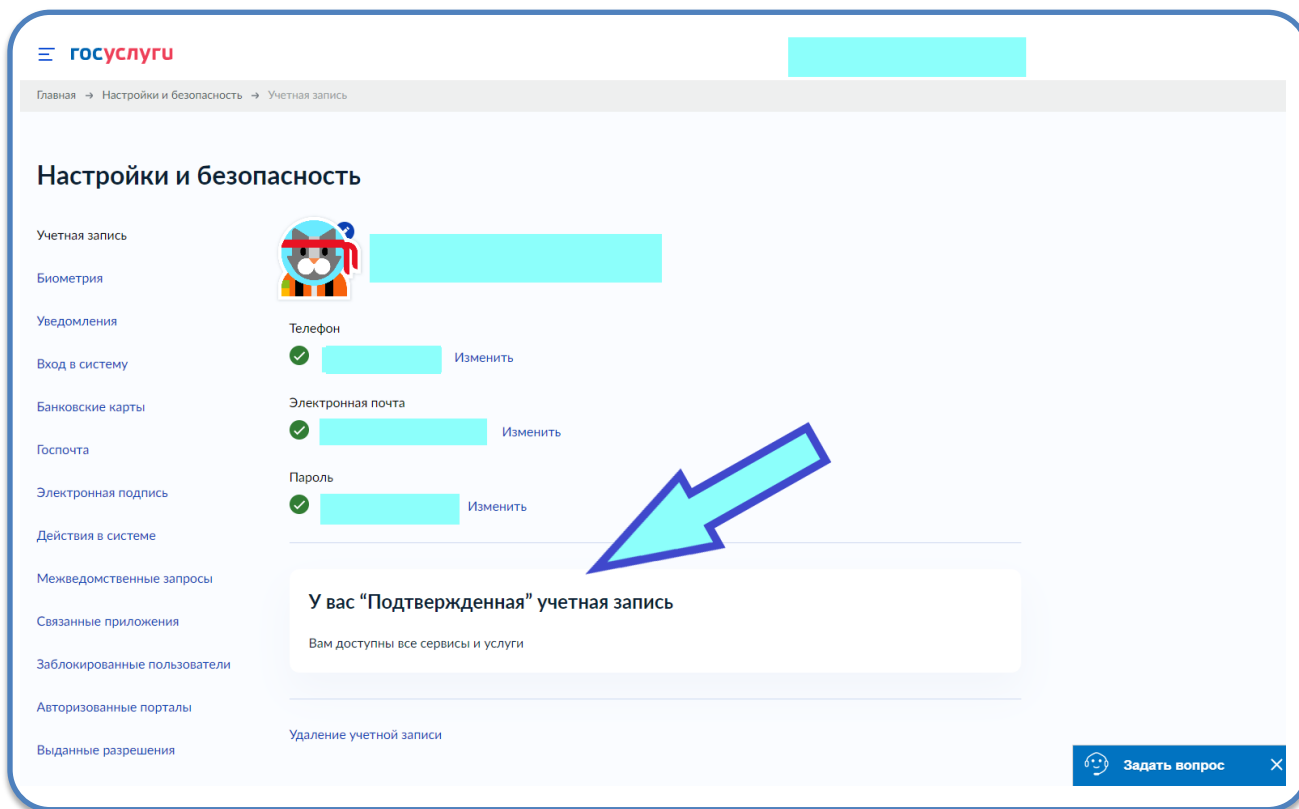 госуслуги
Главная → Настройки и безопасность → Учетная запись
Настройки и безопасность
Учетная запись
Биометрия
Уведомления
Вход в систему
Банковские карты
Госпочта
Электронная подпись
Действия в системе
Межведомственные запросы
Связанные приложения
Заблокированные пользователи
Авторизованные порталы
Выданные разрешения
Телефон
Изменить
Электронная почта
Изменить
Пароль
Изменить
У вас “Подтвержденная” учетная запись
Вам доступны все сервисы и услуги
Удаление учетной записи
Задать вопрос